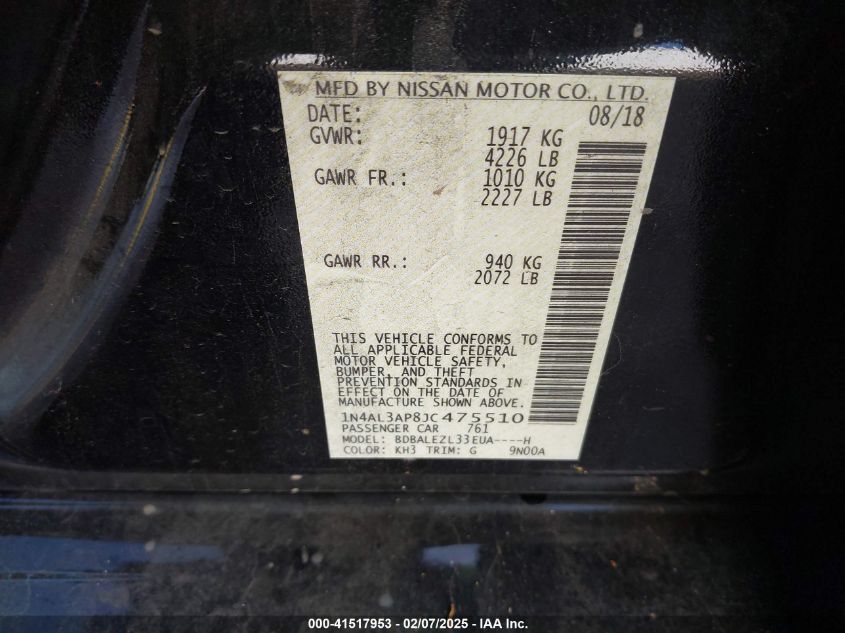 MFD BY NISSAN MOTOR CO., LTD.
DATE: 08/18
GVWR: 1917 KG
4226 LB
GAWR FR.: 1010 KG
2227 LB
GAWR RR.: 940 KG
2072 LB
THIS VEHICLE CONFORMS TO
ALL APPLICABLE FEDERAL
MOTOR VEHICLE SAFETY,
BUMPER, AND THEFT
PREVENTION STANDARDS IN
EFFECT ON THE DATE OF
MANUFACTURE SHOWN ABOVE.
1N4AL3AP8JC475510
PASSENGER CAR 761
MODEL: BDBALEZL33EUA----H
COLOR: KH3 TRIM: G 9N00A
000-41517953 - 02/07/2025 - IAA Inc.